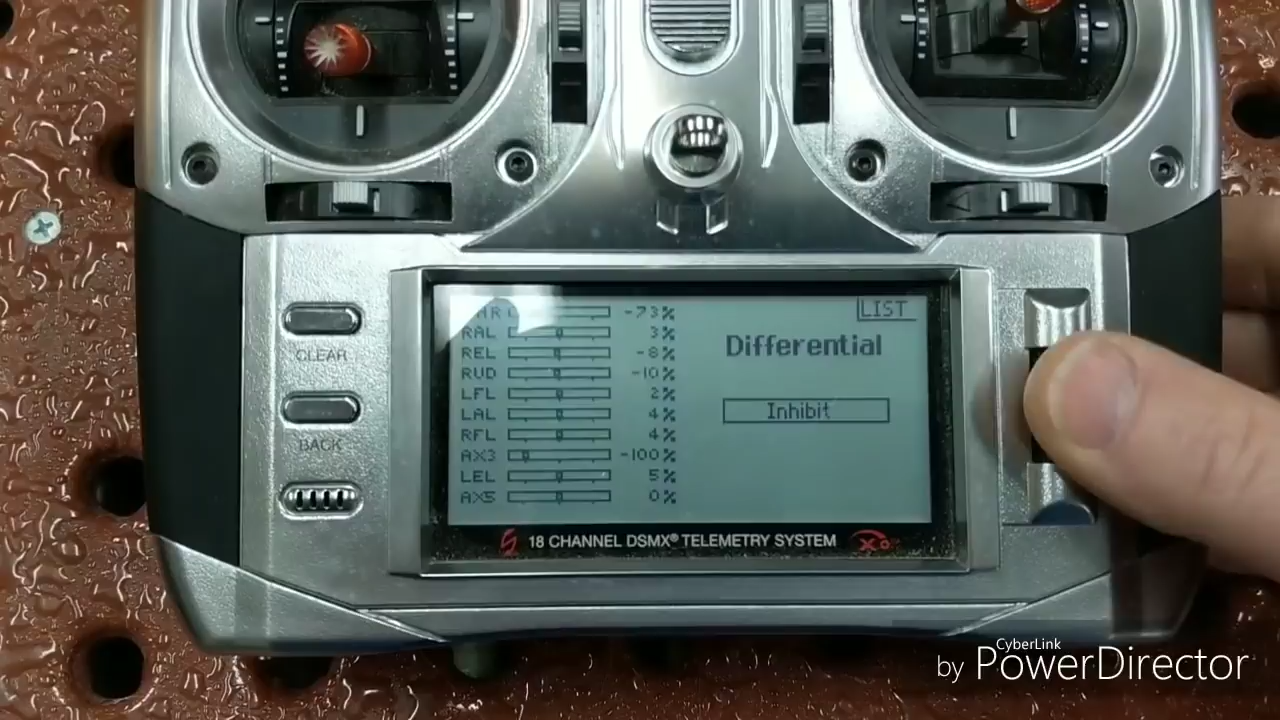 -73%
LIST
RAL 3%
REL -8%
RUD -10%
LFL 2%
LAL 4%
RFL 4%
AX3 -100%
LEL 5%
AX5 0%
Differential
Inhibit
CLEAR
BACK
18 CHANNEL DSMX® TELEMETRY SYSTEM
CyberLink
by PowerDirector